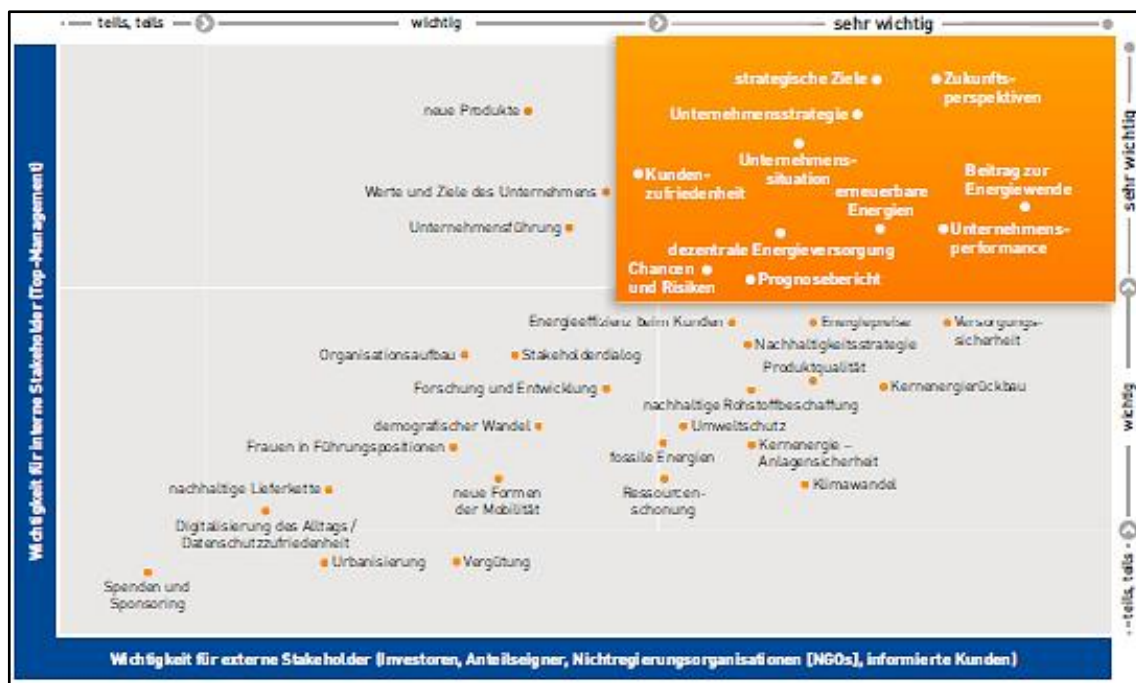 teils, teils
wichtig
sehr wichtig
strategische Ziele
Zukunfts-
perspektiven
neue Produkte
Unternehmensstrategie
Unternehmens-
situation
Kunden-
zufriedenheit
Beitrag zur
Energiewende
Werte und Ziele des Unternehmens
erneuerbare
Energien
Unternehmensführung
dezentrale Energieversorgung
Unternehmens-
performance
Chancen
und Risiken
Prognosebericht
Energieeffizienz beim Kunden
Energiepreise
Versorgungs-
sicherheit
Organisationsaufbau
Stakeholderdialog
Nachhaltigkeitsstrategie
Produktqualität
Forschung und Entwicklung
Kernenergierückbau
nachhaltige Rohstoffbeschaffung
demografischer Wandel
Umweltschutz
Frauen in Führungspositionen
fossile Energien
Kernenergie –
Anlagensicherheit
nachhaltige Lieferkette
neue Formen
der Mobilität
Ressourcen-
schonung
Klimawandel
Digitalisierung des Alltags /
Datenschutzzufriedenheit
Urbanisierung
Vergütung
Spenden und
Sponsoring
Wichtigkeit für interne Stakeholder (Top-Management)
sehr wichtig
wichtig
teils, teils
Wichtigkeit für externe Stakeholder (Investoren, Anteilseigner, Nichtregierungsorganisationen [NGOs], informierte Kunden)